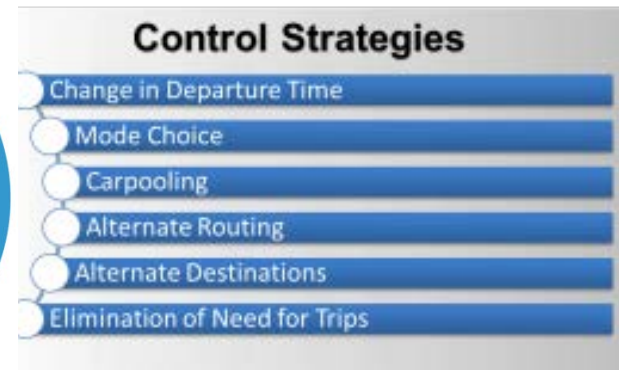 Control Strategies
Change in Departure Time
Mode Choice
Carpooling
Alternate Routing
Alternate Destinations
Elimination of Need for Trips